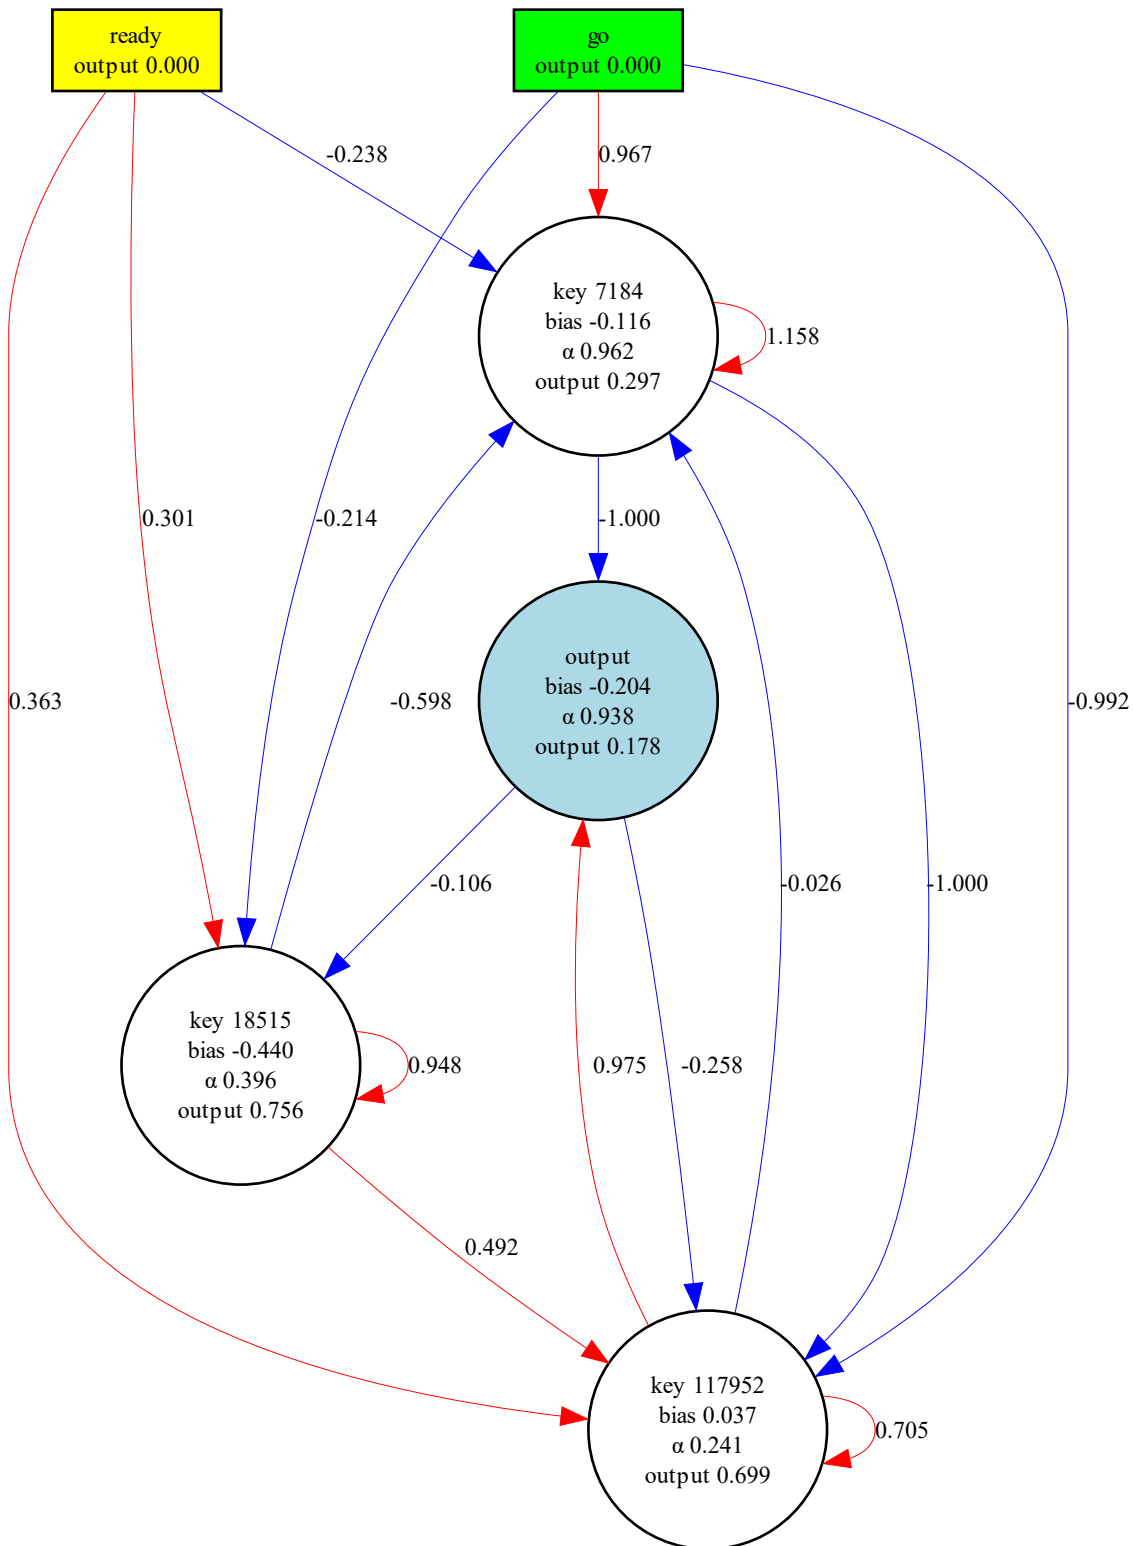 ready
output 0.000
go
output 0.000
-0.238
0.967
key 7184
bias -0.116
α 0.962
output 0.297
1.158
0.301
-0.214
-1.000
output
bias -0.204
α 0.938
output 0.178
0.363
-0.598
-0.992
-0.106
-0.026
-1.000
key 18515
bias -0.440
α 0.396
output 0.756
0.948
0.975
-0.258
0.492
key 117952
bias 0.037
α 0.241
output 0.699
0.705